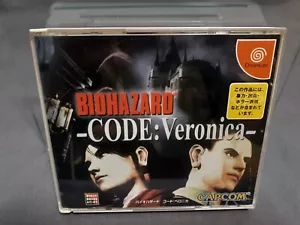 Dreamcast
この作品には
暴力・出血・
ホラー表現
などが含まれて
います。
BIOHAZARD
-CODE:Veronica-
バイオハザード コード:ベロニカ
CAPCOM